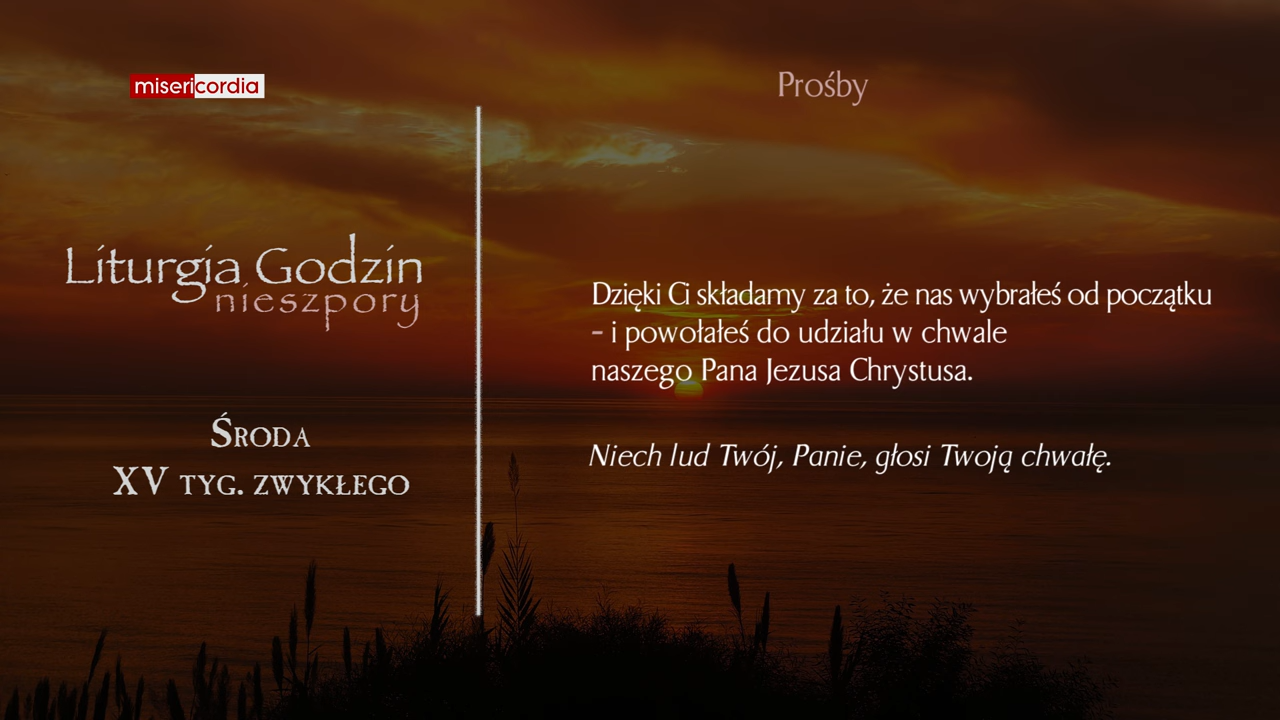 misericordia
Liturgia Godzin
nieszpory
Środa
XV tyg. zwykłego
Prośby
Dzięki Ci składamy za to, że nas wybrałeś od początku
- i powołałeś do udziału w chwale
naszego Pana Jezusa Chrystusa.
Niech lud Twój, Panie, głosi Twoją chwałę.